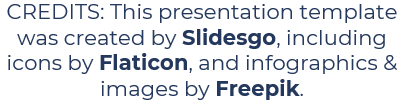 CREDITS: This presentation template
was created by Slidesgo, including
icons by Flaticon, and infographics &
images by Freepik.